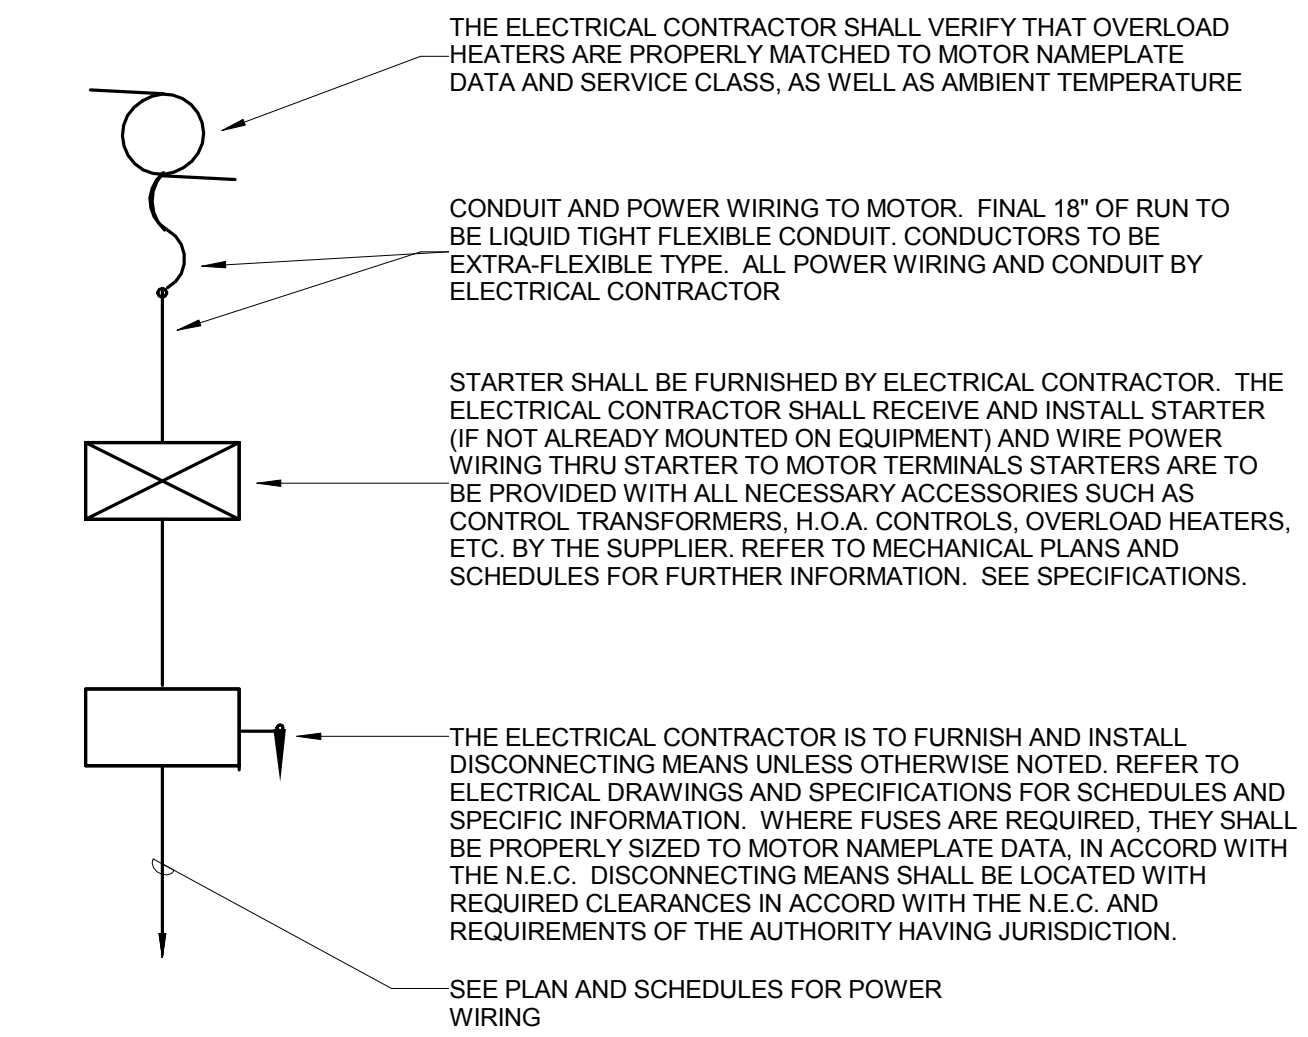 THE ELECTRICAL CONTRACTOR SHALL VERIFY THAT OVERLOAD
HEATERS ARE PROPERLY MATCHED TO MOTOR NAMEPLATE
DATA AND SERVICE CLASS, AS WELL AS AMBIENT TEMPERATURE
CONDUIT AND POWER WIRING TO MOTOR.  FINAL 18" OF RUN TO
BE LIQUID TIGHT FLEXIBLE CONDUIT. CONDUCTORS TO BE
EXTRA-FLEXIBLE TYPE.  ALL POWER WIRING AND CONDUIT BY
ELECTRICAL CONTRACTOR
STARTER SHALL BE FURNISHED BY ELECTRICAL CONTRACTOR.  THE
ELECTRICAL CONTRACTOR SHALL RECEIVE AND INSTALL STARTER
(IF NOT ALREADY MOUNTED ON EQUIPMENT) AND WIRE POWER
WIRING THRU STARTER TO MOTOR TERMINALS STARTERS ARE TO
BE PROVIDED WITH ALL NECESSARY ACCESSORIES SUCH AS
CONTROL TRANSFORMERS, H.O.A. CONTROLS, OVERLOAD HEATERS,
ETC. BY THE SUPPLIER. REFER TO MECHANICAL PLANS AND
SCHEDULES FOR FURTHER INFORMATION.  SEE SPECIFICATIONS.
THE ELECTRICAL CONTRACTOR IS TO FURNISH AND INSTALL
DISCONNECTING MEANS UNLESS OTHERWISE NOTED. REFER TO
ELECTRICAL DRAWINGS AND SPECIFICATIONS FOR SCHEDULES AND
SPECIFIC INFORMATION.  WHERE FUSES ARE REQUIRED, THEY SHALL
BE PROPERLY SIZED TO MOTOR NAMEPLATE DATA, IN ACCORD WITH
THE N.E.C.  DISCONNECTING MEANS SHALL BE LOCATED WITH
REQUIRED CLEARANCES IN ACCORD WITH THE N.E.C. AND
REQUIREMENTS OF THE AUTHORITY HAVING JURISDICTION.
SEE PLAN AND SCHEDULES FOR POWER
WIRING